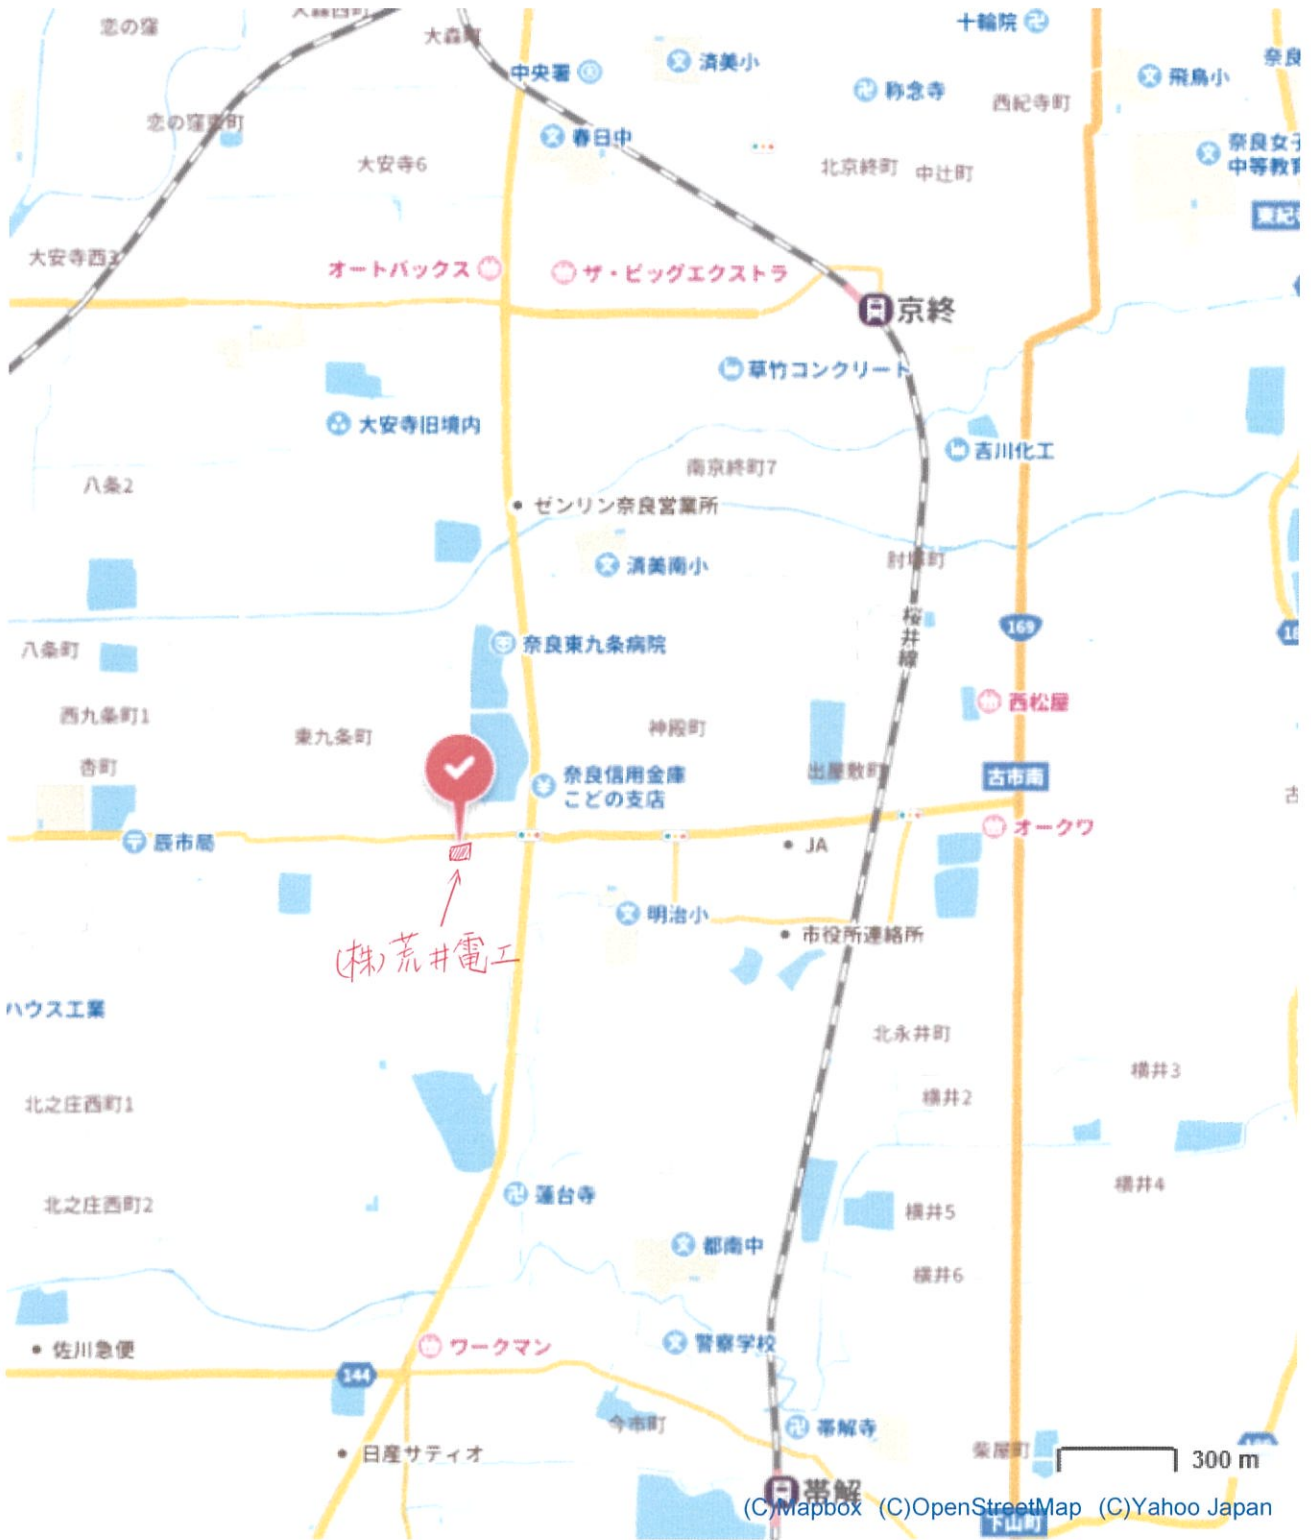 恋の窪
大森西町
大森町
十輪院
中央署
済美小
称念寺
西紀寺町
飛鳥小
奈良
恋の窪東町
春日中
大安寺6
北京終町
中辻町
奈良女子
中等教育
東紀寺
大安寺西3
オートバックス
ザ・ビッグエクストラ
京終
草竹コンクリート
大安寺旧境内
吉川化工
八条2
南京終町7
ゼンリン奈良営業所
済美南小
肘塚町
桜井線
169
八条町
奈良東九条病院
西九条町1
西松屋
東九条町
神殿町
杏町
奈良信用金庫
こどの支店
出屋敷町
古市南
古
辰市局
JA
オークワ
明治小
市役所連絡所
(株)荒井電工
ハウス工業
北永井町
横井3
北之庄西町1
横井2
横井4
蓮台寺
北之庄西町2
横井5
都南中
横井6
佐川急便
ワークマン
警察学校
144
今市町
帯解寺
柴屋町
日産サティオ
300 m
帯解
(C)Mapbox (C)OpenStreetMap (C)Yahoo Japan
下山町